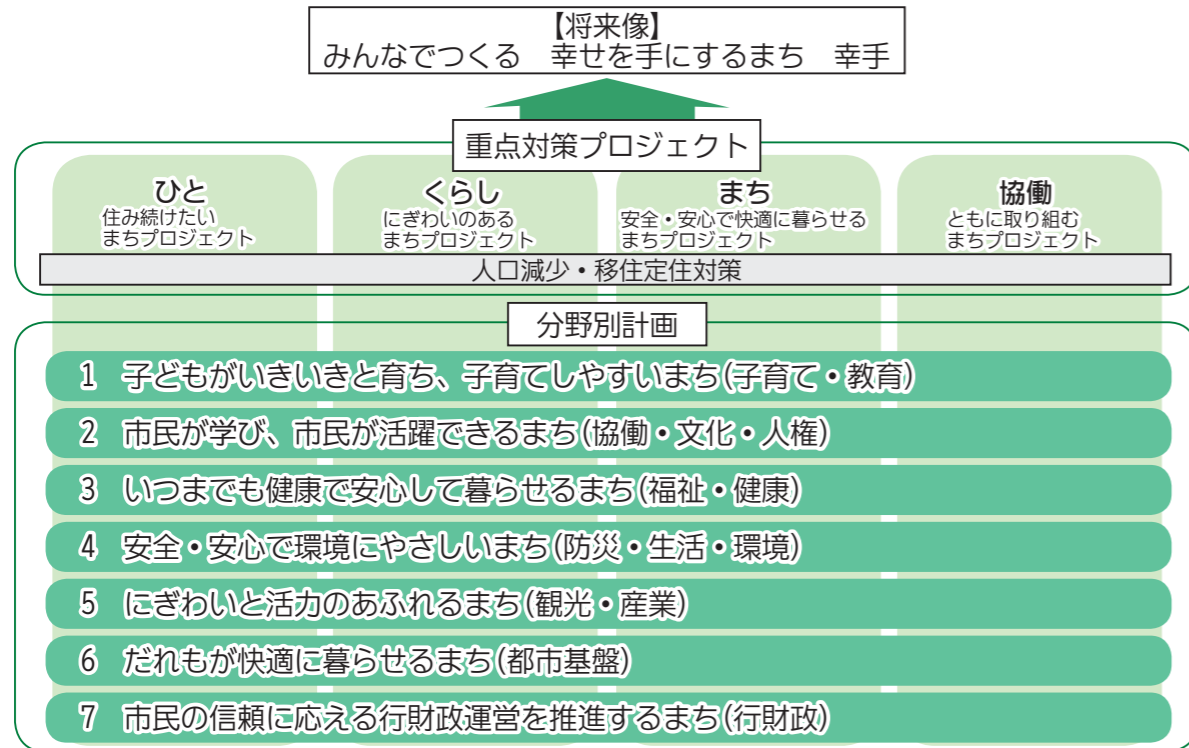 【将来像】
みんなでつくる　幸せを手にするまち　幸手
重点対策プロジェクト
ひと
住み続けたい
まちプロジェクト
くらし
にぎわいのある
まちプロジェクト
まち
安全・安心で快適に暮らせる
まちプロジェクト
協働
ともに取り組む
まちプロジェクト
人口減少・移住定住対策
分野別計画
1　子どもがいきいきと育ち、子育てしやすいまち(子育て・教育)
2　市民が学び、市民が活躍できるまち(協働・文化・人権)
3　いつまでも健康で安心して暮らせるまち(福祉・健康)
4　安全・安心で環境にやさしいまち(防災・生活・環境)
5　にぎわいと活力のあふれるまち(観光・産業)
6　だれもが快適に暮らせるまち(都市基盤)
7　市民の信頼に応える行財政運営を推進するまち(行財政)